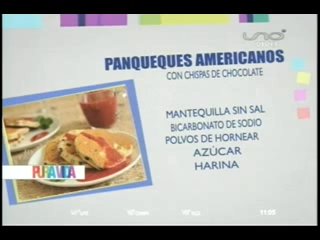 UNO
PANQUEQUES AMERICANOS
CON CHISPAS DE CHOCOLATE
MANTEQUILLA SIN SAL
BICARBONATO DE SODIO
POLVOS DE HORNEAR
AZÚCAR
HARINA
PURA VIDA
11:05